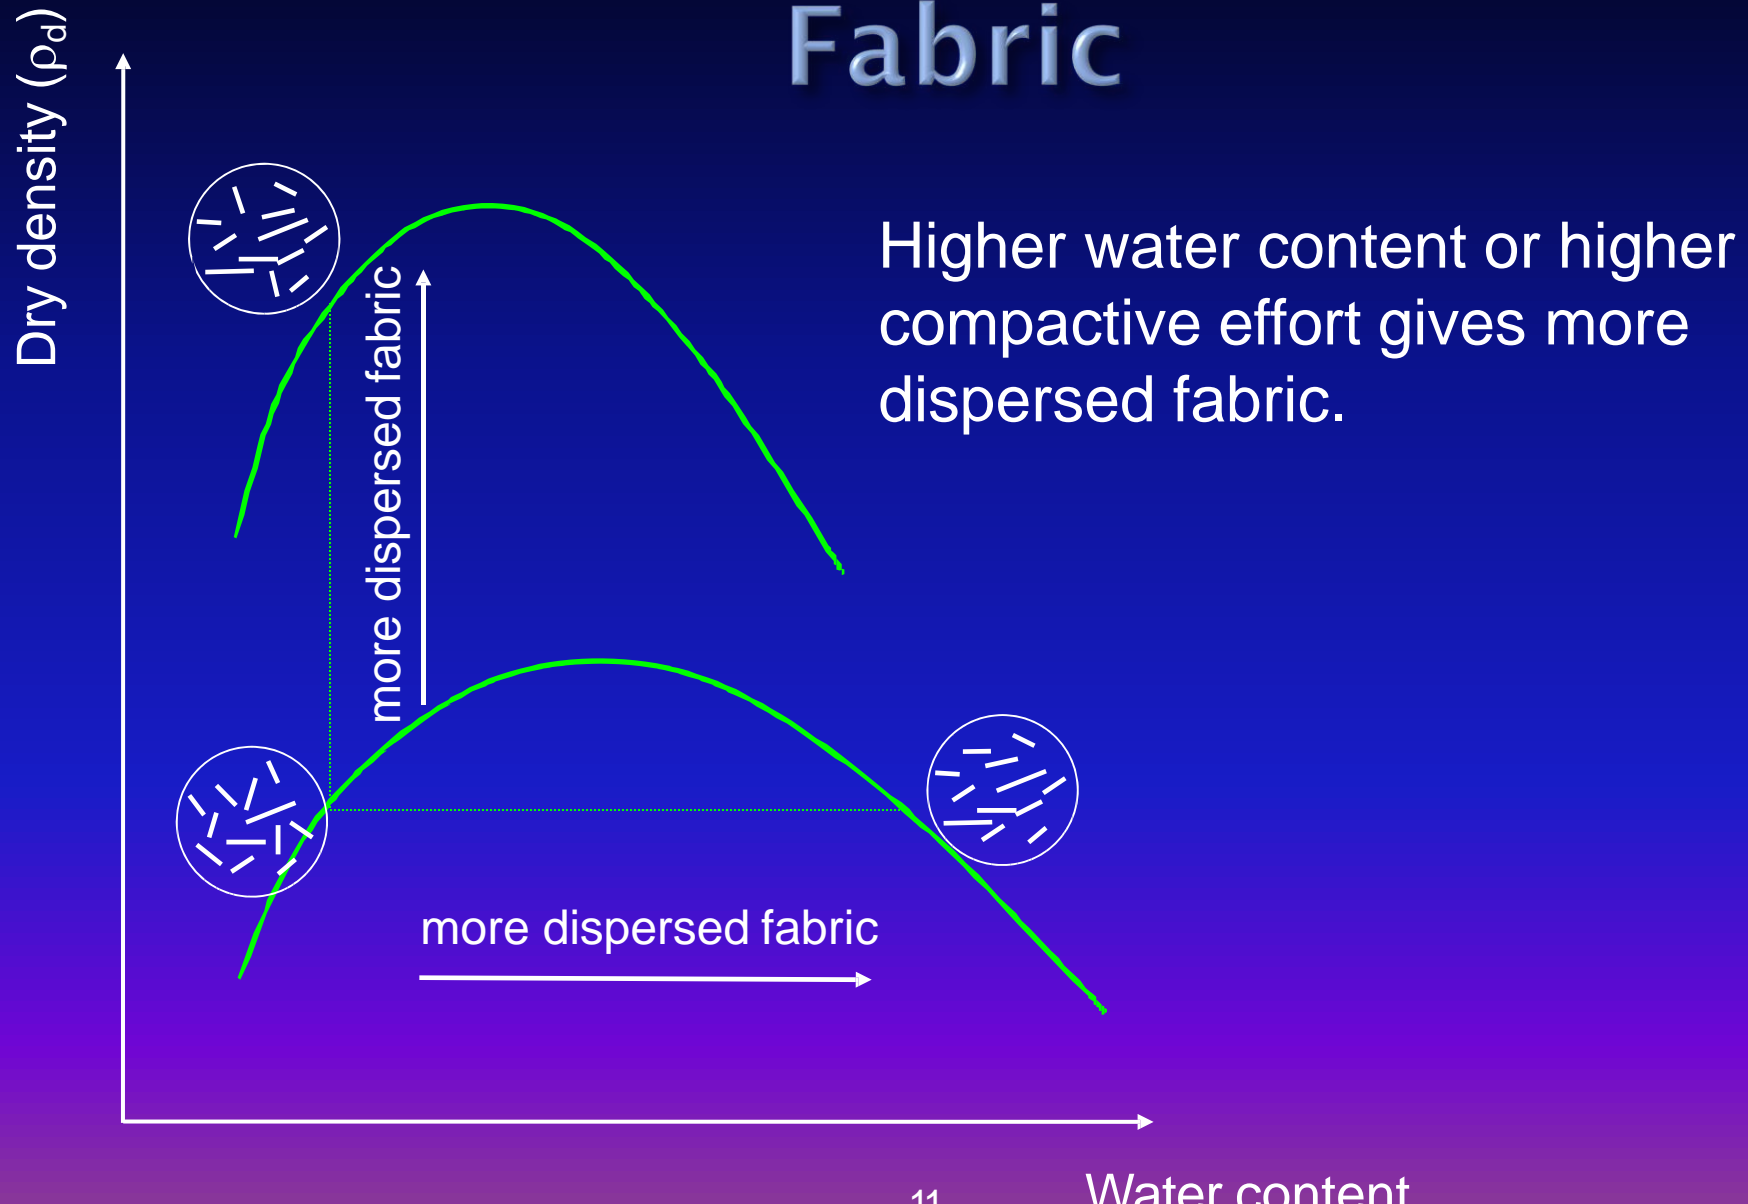 Fabric
Dry density (ρd)
Higher water content or higher
compactive effort gives more
dispersed fabric.
more dispersed fabric
more dispersed fabric
11
Water content